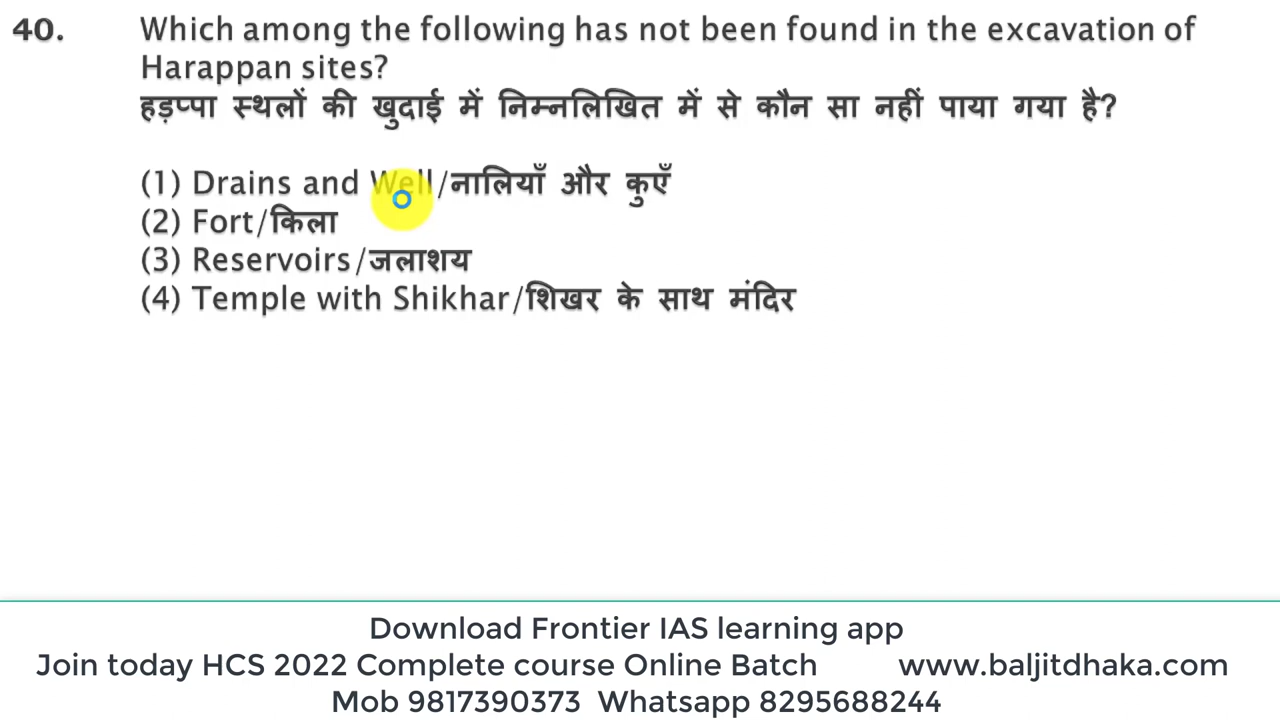 40. Which among the following has not been found in the excavation of
Harappan sites?
हड़प्पा स्थलों की खुदाई में निम्नलिखित में से कौन सा नहीं पाया गया है?
(1) Drains and Well/नालियाँ और कुएँ
(2) Fort/किला
(3) Reservoirs/जलाशय
(4) Temple with Shikhar/शिखर के साथ मंदिर
Download Frontier IAS learning app
Join today HCS 2022 Complete course Online Batch www.baljitdhaka.com
Mob 9817390373 Whatsapp 8295688244